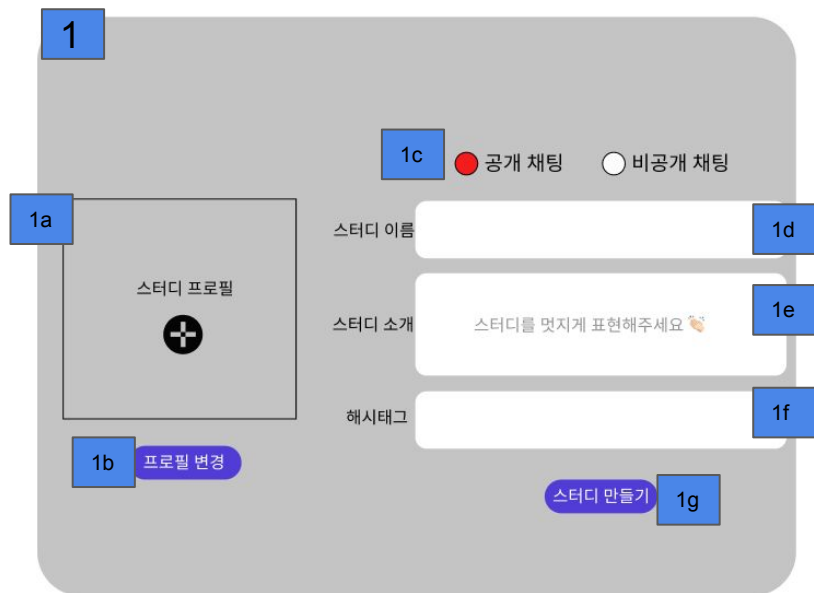 1
1c
공개 채팅
비공개 채팅
1a
스터디 프로필
1b
프로필 변경
스터디 이름
1d
스터디 소개
스터디를 멋지게 표현해주세요 👏🏻
1e
해시태그
1f
스터디 만들기
1g